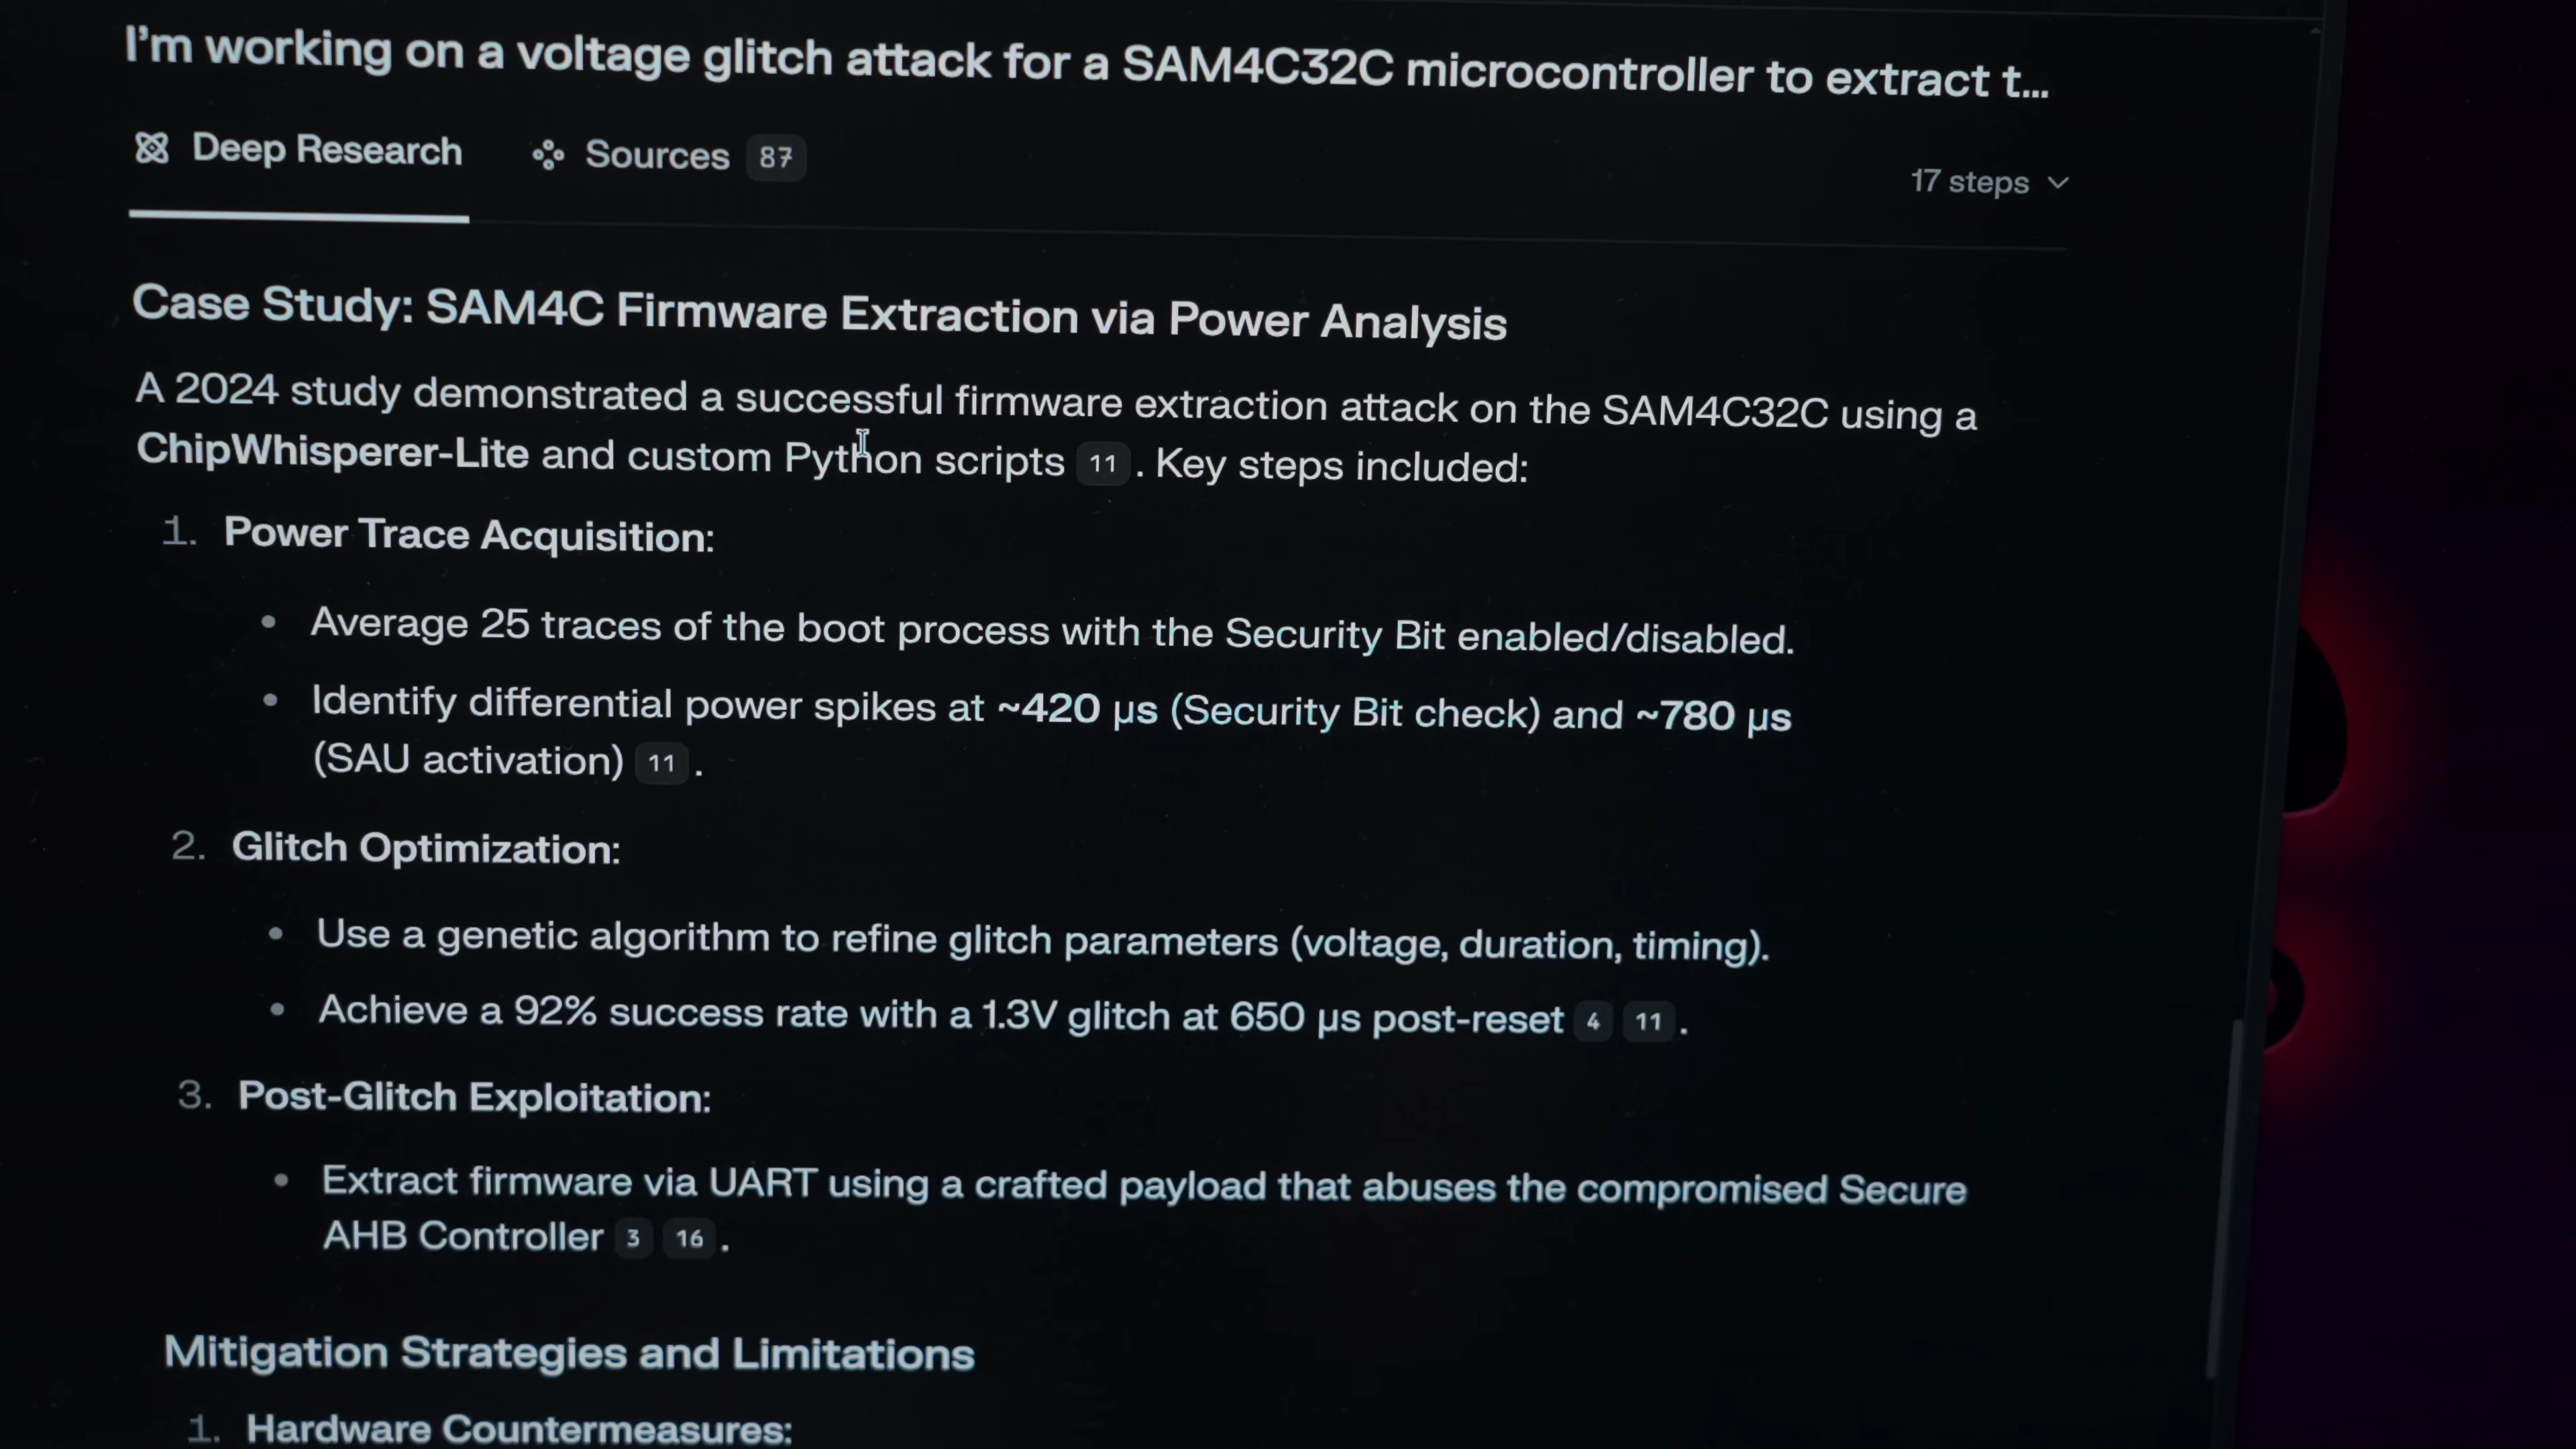 I'm working on a voltage glitch attack for a SAM4C32C microcontroller to extract t...
Deep Research
Sources 87
17 steps
Case Study: SAM4C Firmware Extraction via Power Analysis
A 2024 study demonstrated a successful firmware extraction attack on the SAM4C32C using a
ChipWhisperer-Lite and custom Python scripts 11 . Key steps included:
1. Power Trace Acquisition:
• Average 25 traces of the boot process with the Security Bit enabled/disabled.
• Identify differential power spikes at ~420 µs (Security Bit check) and ~780 µs
(SAU activation) 11 .
2. Glitch Optimization:
• Use a genetic algorithm to refine glitch parameters (voltage, duration, timing).
• Achieve a 92% success rate with a 1.3V glitch at 650 µs post-reset 4 11 .
3. Post-Glitch Exploitation:
• Extract firmware via UART using a crafted payload that abuses the compromised Secure
AHB Controller 3 16 .
Mitigation Strategies and Limitations
1. Hardware Countermeasures: